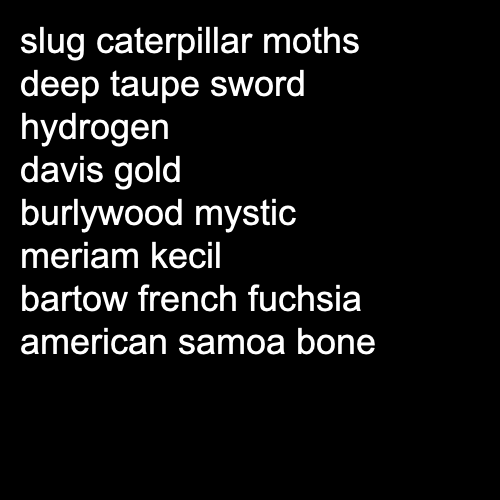 slug caterpillar moths
deep taupe sword
hydrogen
davis gold
burlywood mystic
meriam kecil
bartow french fuchsia
american samoa bone